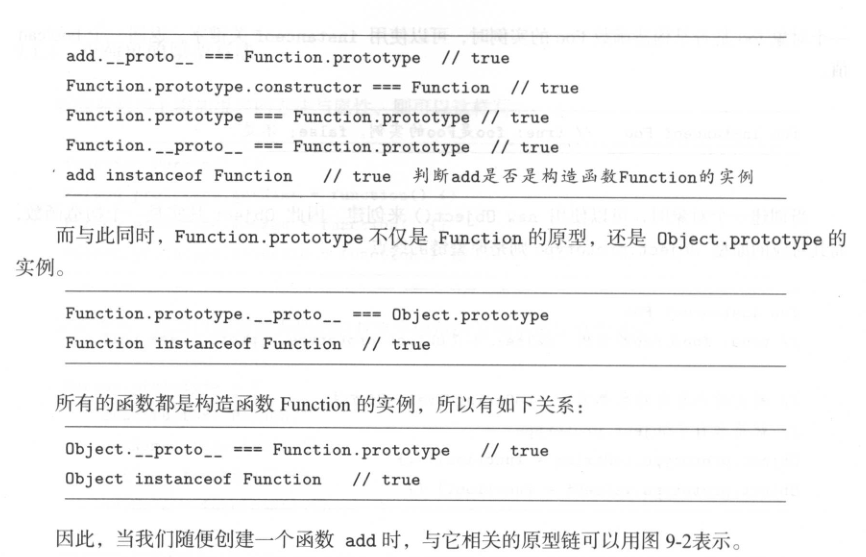 add.__proto__ === Function.prototype // true
Function.prototype.constructor === Function // true
Function.prototype === Function.prototype // true
Function.__proto__ === Function.prototype // true
add instanceof Function // true 判断add是否是构造函数Function的实例
而与此同时，Function.prototype 不仅是 Function 的原型，还是 Object.prototype 的
实例。
Function.prototype.__proto__ === Object.prototype
Function instanceof Function // true
所有的函数都是构造函数 Function 的实例，所以有如下关系：
Object.__proto__ === Function.prototype // true
Object instanceof Function // true
因此，当我们随便创建一个函数 add 时，与它相关的原型链可以用图 9-2表示。